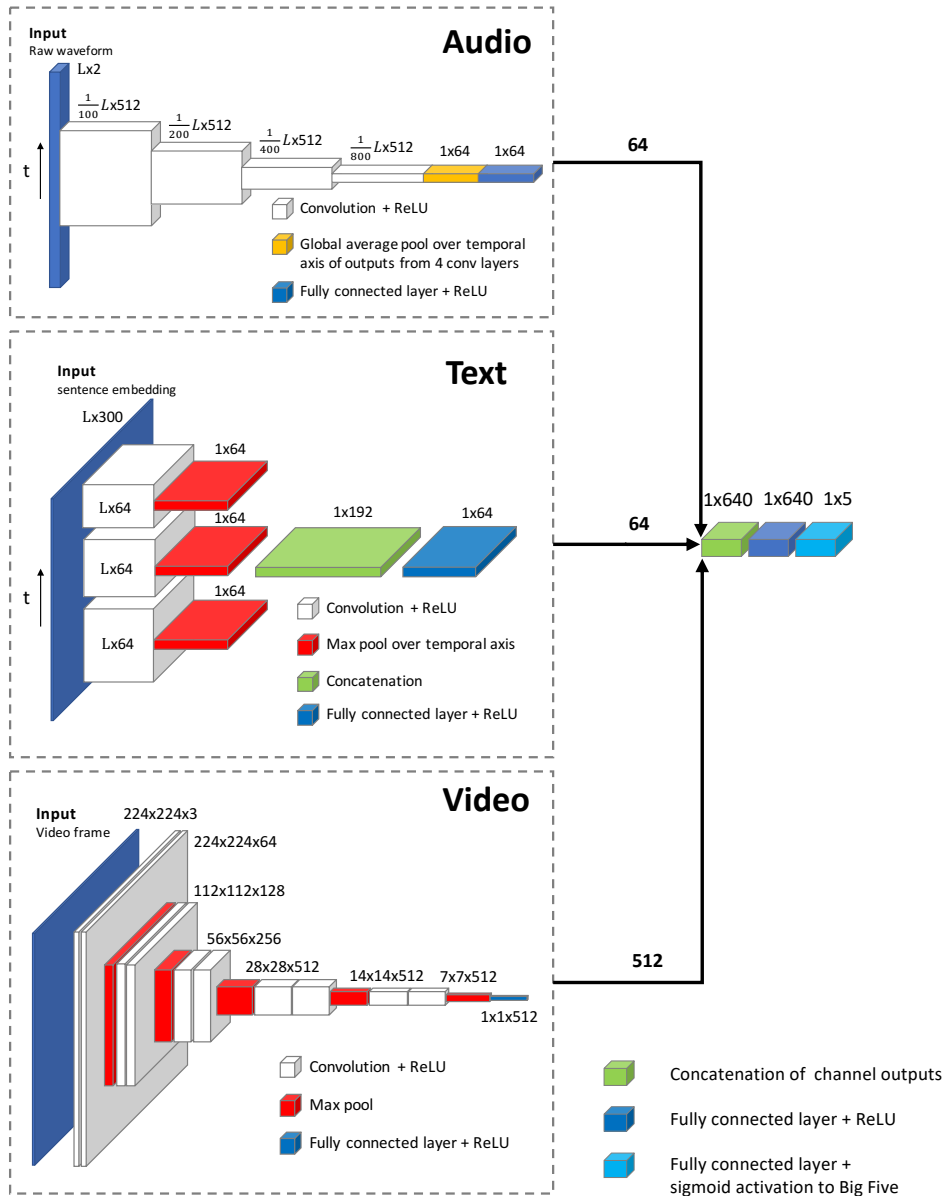 Audio
Input
Raw waveform
Lx2
1/100 Lx512
1/200 Lx512
1/400 Lx512
1/800 Lx512
1x64
1x64
t
Convolution + ReLU
Global average pool over temporal
axis of outputs from 4 conv layers
Fully connected layer + ReLU
64
Text
Input
sentence embedding
Lx300
1x64
Lx64
1x64
Lx64
1x64
Lx64
1x192
1x64
t
Convolution + ReLU
Max pool over temporal axis
Concatenation
Fully connected layer + ReLU
64
1x640
1x640
1x5
Video
Input
Video frame
224x224x3
224x224x64
112x112x128
56x56x256
28x28x512
14x14x512
7x7x512
1x1x512
Convolution + ReLU
Max pool
Fully connected layer + ReLU
512
Concatenation of channel outputs
Fully connected layer + ReLU
Fully connected layer +
sigmoid activation to Big Five